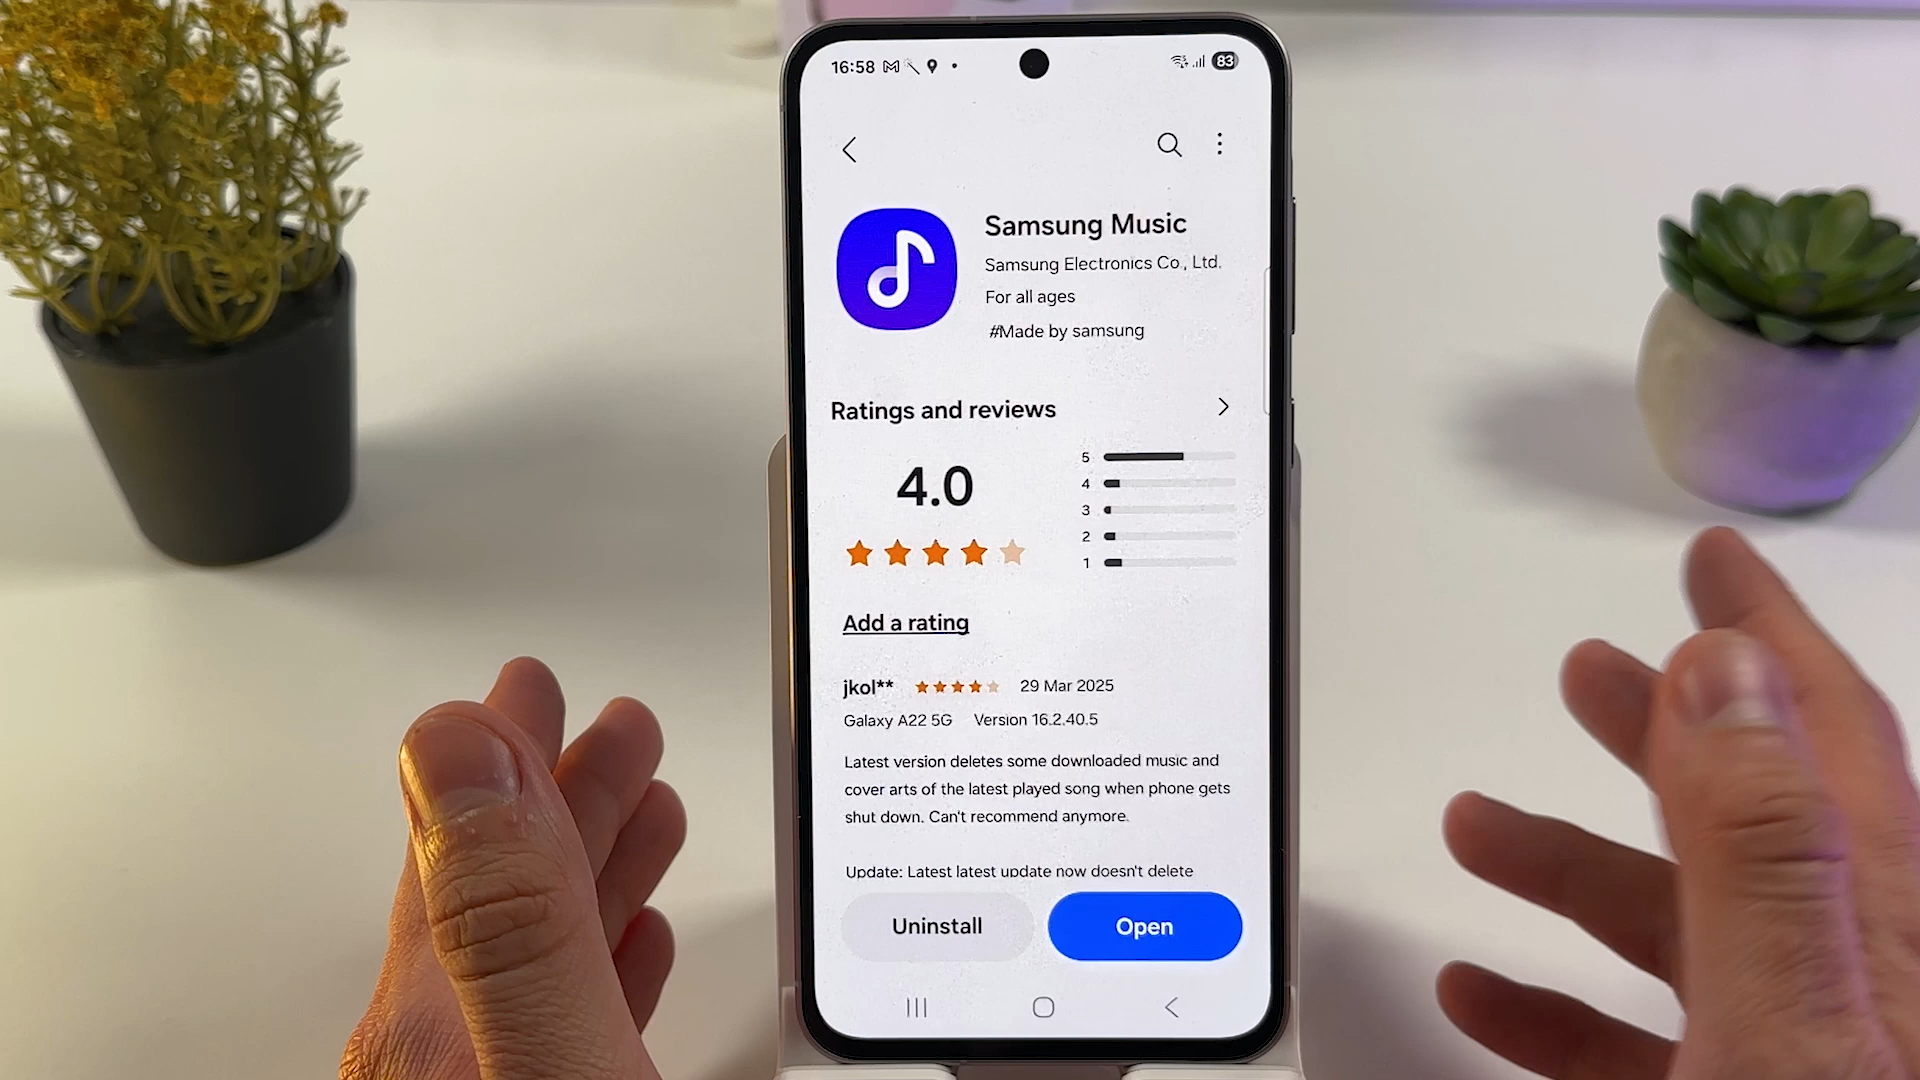 16:58
83
Samsung Music
Samsung Electronics Co., Ltd.
For all ages
#Made by samsung
Ratings and reviews
4.0
5
4
3
2
1
Add a rating
jkol** 29 Mar 2025
Galaxy A22 5G Version 16.2.40.5
Latest version deletes some downloaded music and
cover arts of the latest played song when phone gets
shut down. Can't recommend anymore.
Update: Latest latest update now doesn't delete
Uninstall
Open